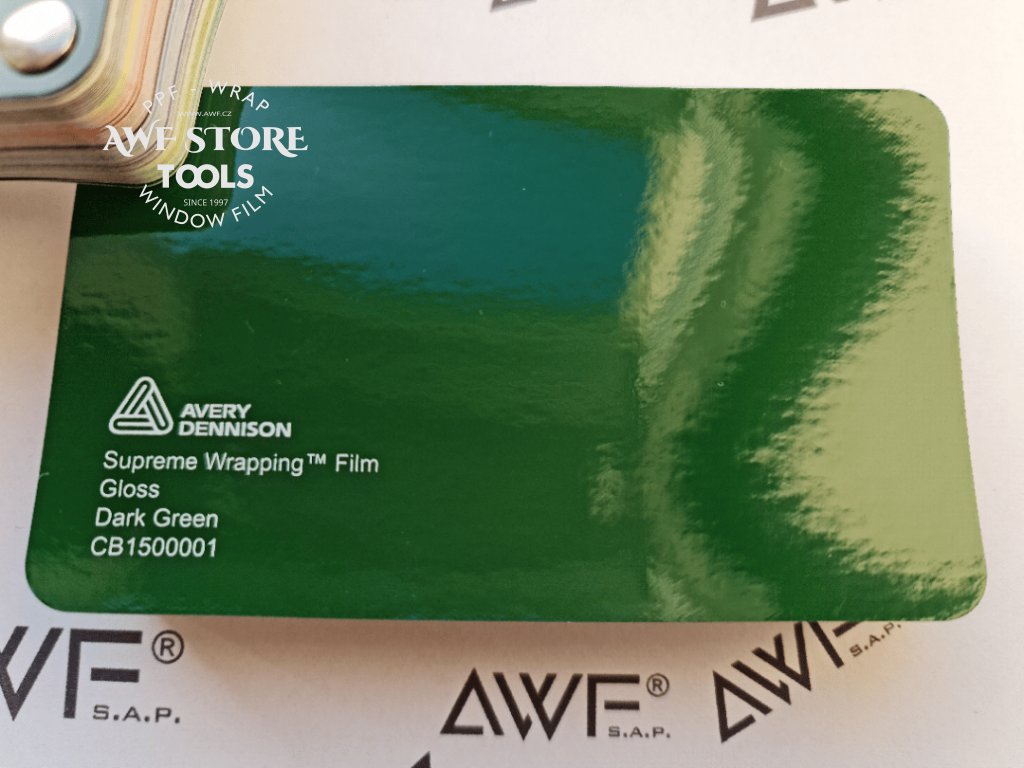 PPF - WRAP
WWW.AWF.CZ
AWF STORE
TOOLS
SINCE 1997
WINDOW FILM
AVERY
DENNISON
Supreme Wrapping™ Film
Gloss
Dark Green
CB1500001
WF®
S.A.P.
AWF®
S.A.P.
AWF
S.A.P.